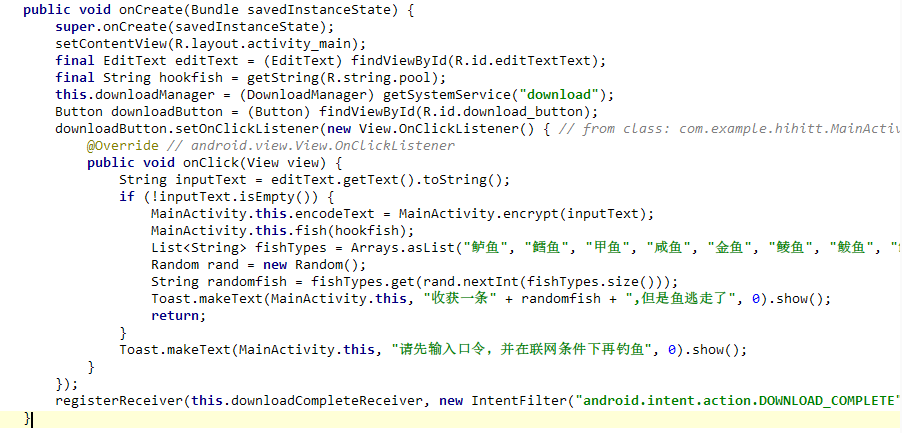 public void onCreate(Bundle savedInstanceState) {
super.onCreate(savedInstanceState);
setContentView(R.layout.activity_main);
final EditText editText = (EditText) findViewById(R.id.editTextText);
final String hookfish = getString(R.string.pool);
this.downloadManager = (DownloadManager) getSystemService("download");
Button downloadButton = (Button) findViewById(R.id.download_button);
downloadButton.setOnClickListener(new View.OnClickListener() { // from class: com.example.hihitt.MainActiv
@Override // android.view.View.OnClickListener
public void onClick(View view) {
String inputText = editText.getText().toString();
if (!inputText.isEmpty()) {
MainActivity.this.encodeText = MainActivity.encrypt(inputText);
MainActivity.this.fish(hookfish);
List<String> fishTypes = Arrays.asList("鲈鱼", "鳕鱼", "甲鱼", "咸鱼", "金鱼", "鲮鱼", "鲅鱼", "
Random rand = new Random();
String randomfish = fishTypes.get(rand.nextInt(fishTypes.size()));
Toast.makeText(MainActivity.this, "收获一条" + randomfish + ",但是鱼逃走了", 0).show();
return;
}
Toast.makeText(MainActivity.this, "请先输入口令，并在联网条件下再钓鱼", 0).show();
}
});
registerReceiver(this.downloadCompleteReceiver, new IntentFilter("android.intent.action.DOWNLOAD_COMPLETE"
}